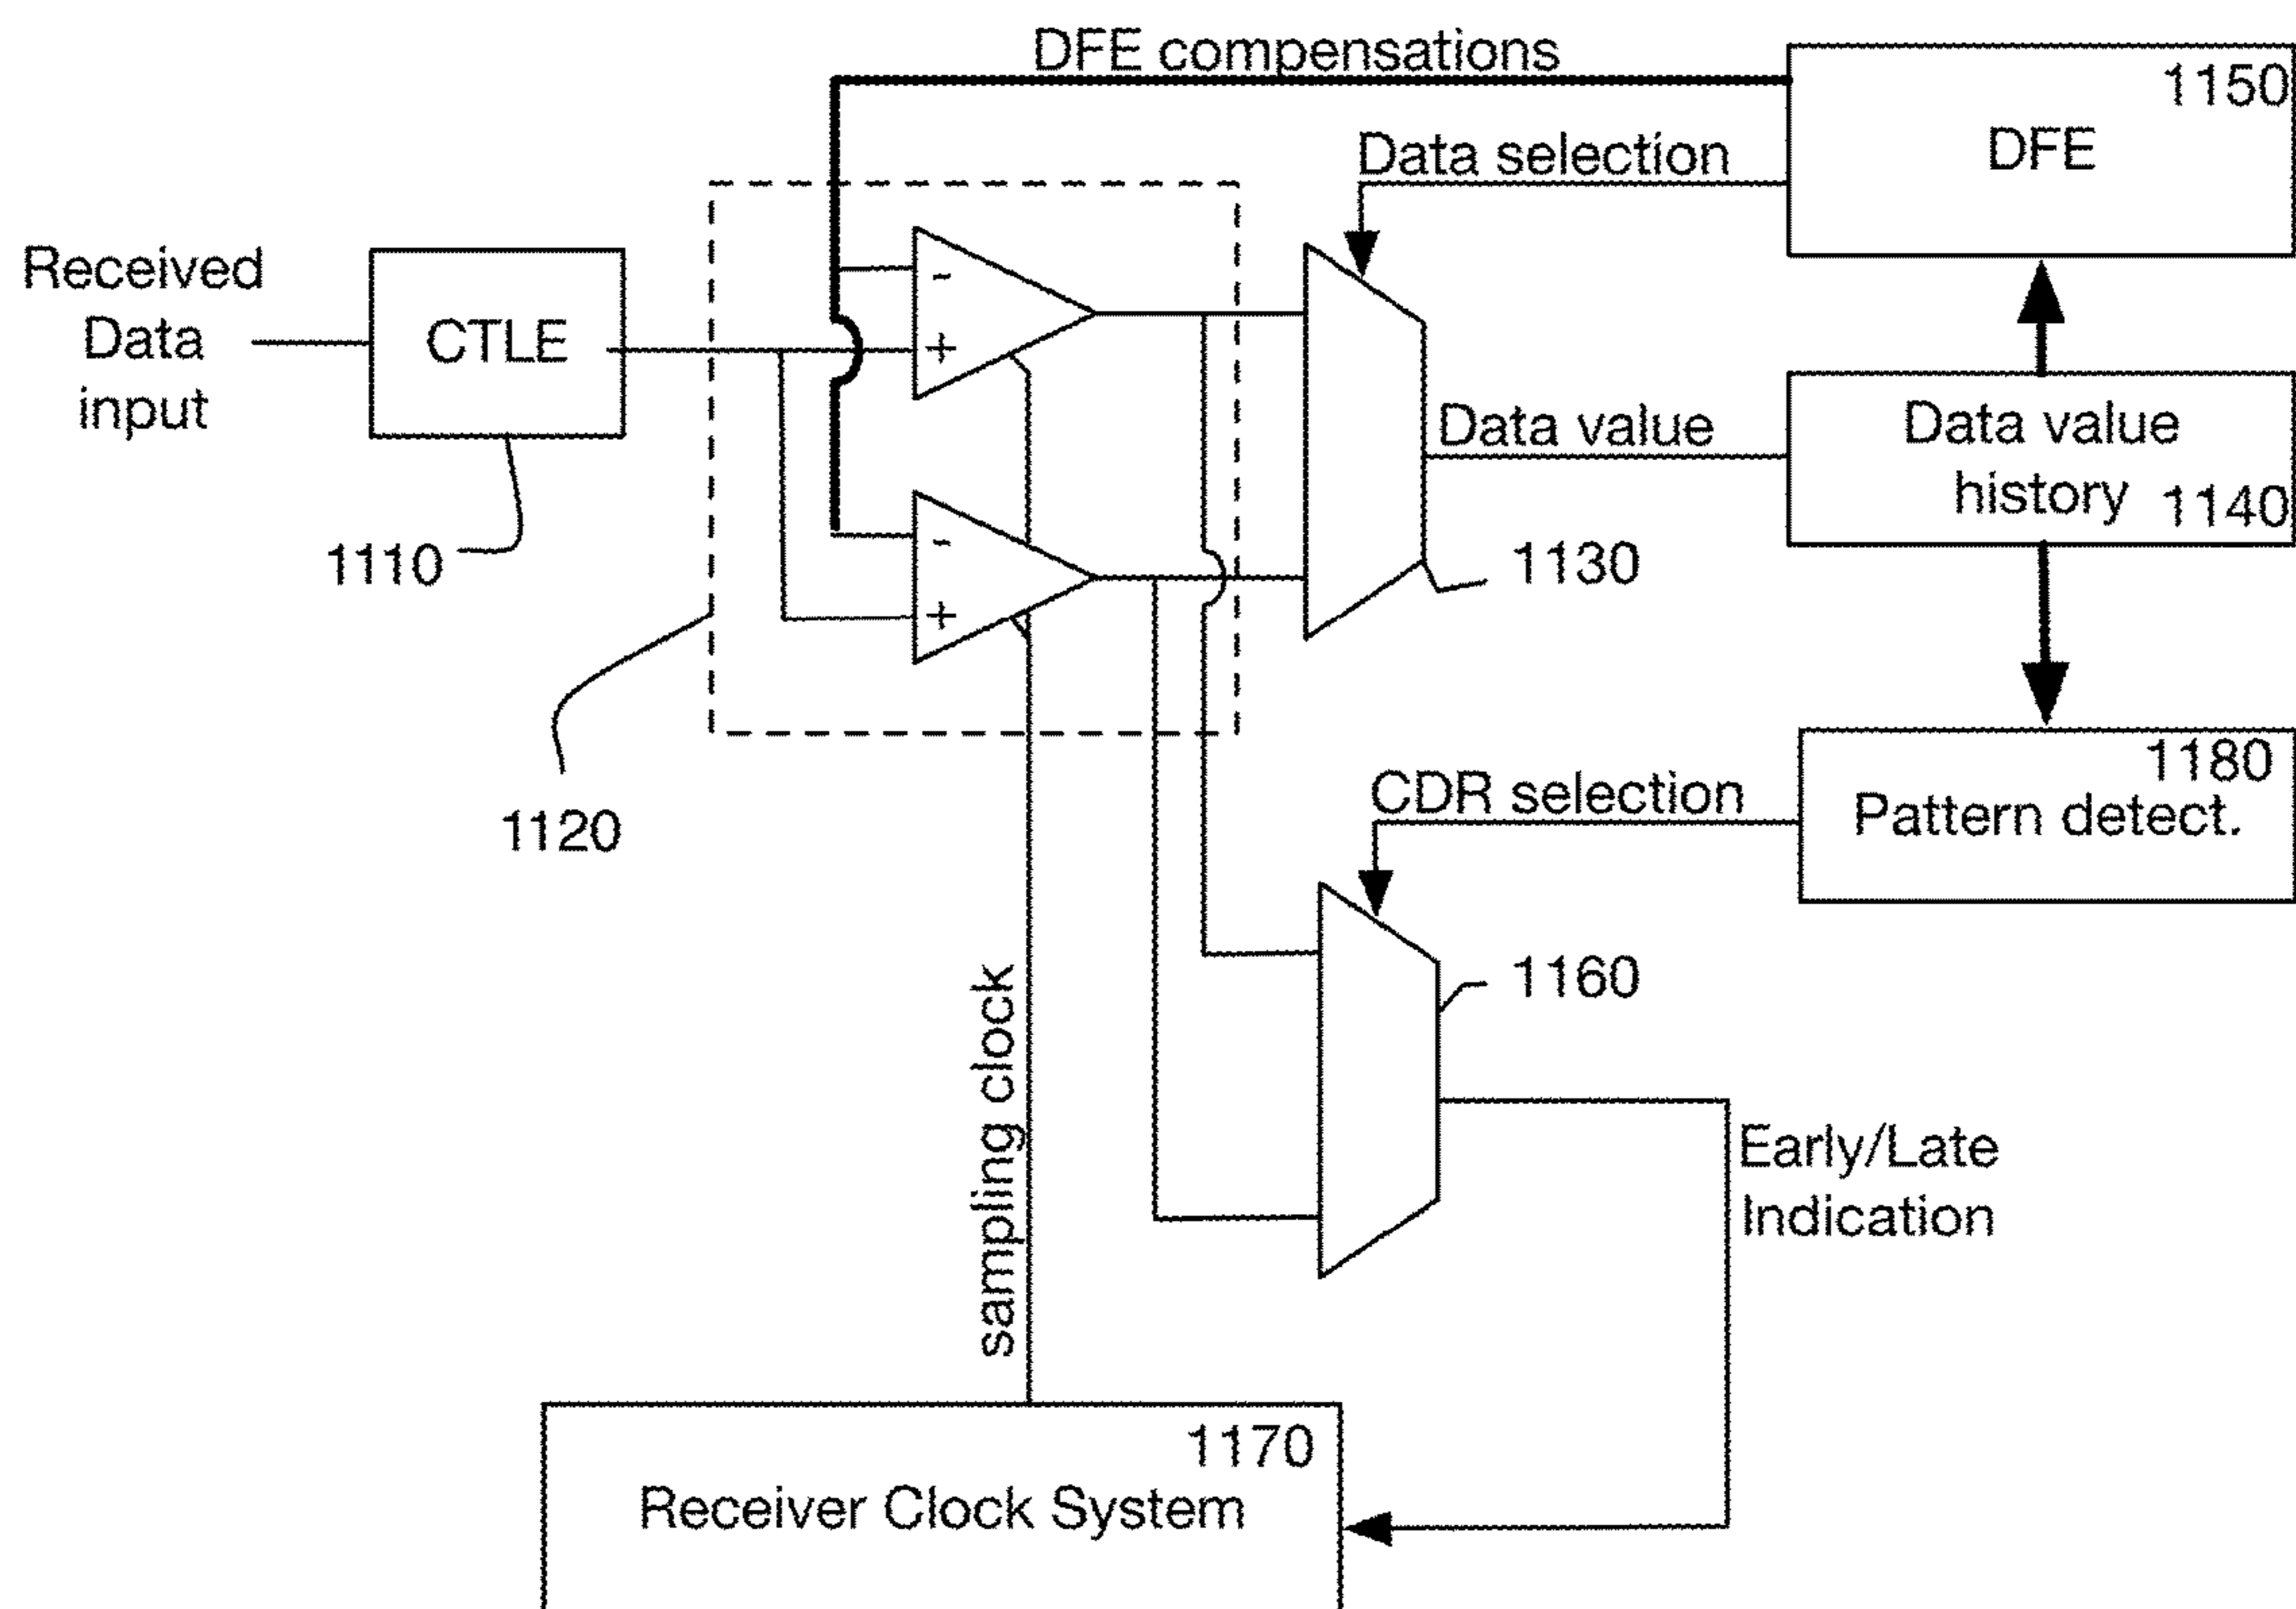 DFE compensations
1150
DFE
Data selection
Received
Data
input
CTLE
-
+
Data value
Data value
history
1140
-
+
1110
1130
1120
CDR selection
1180
Pattern detect.
1160
sampling clock
Early/Late
Indication
1170
Receiver Clock System